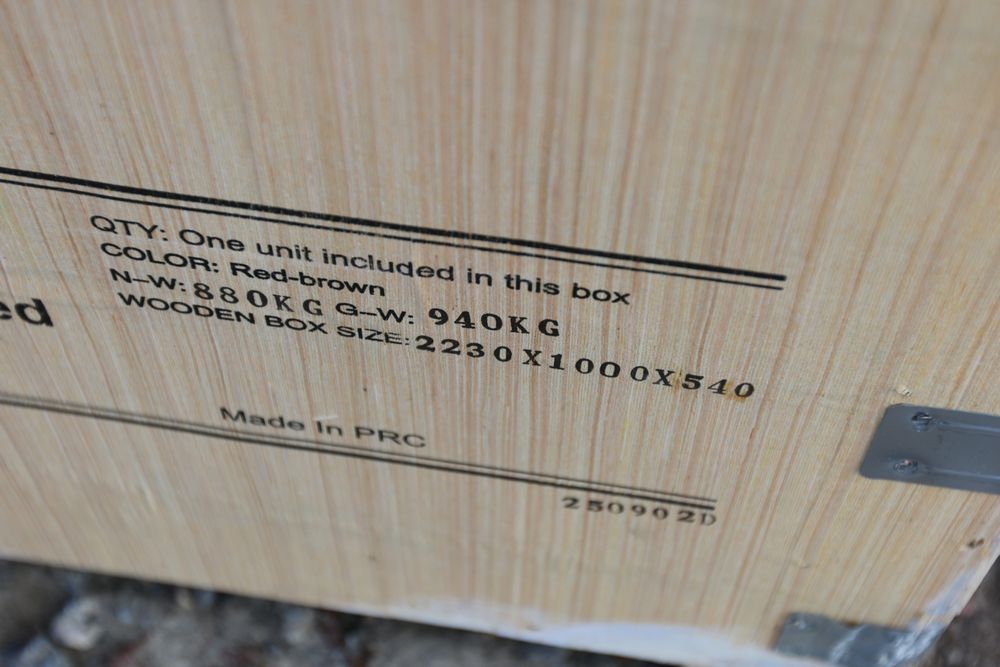 QTY: One unit included in this box
COLOR: Red-brown
N-W: 880KG G-W: 940KG
WOODEN BOX SIZE: 2230X1000X540
Made In PRC
250902D